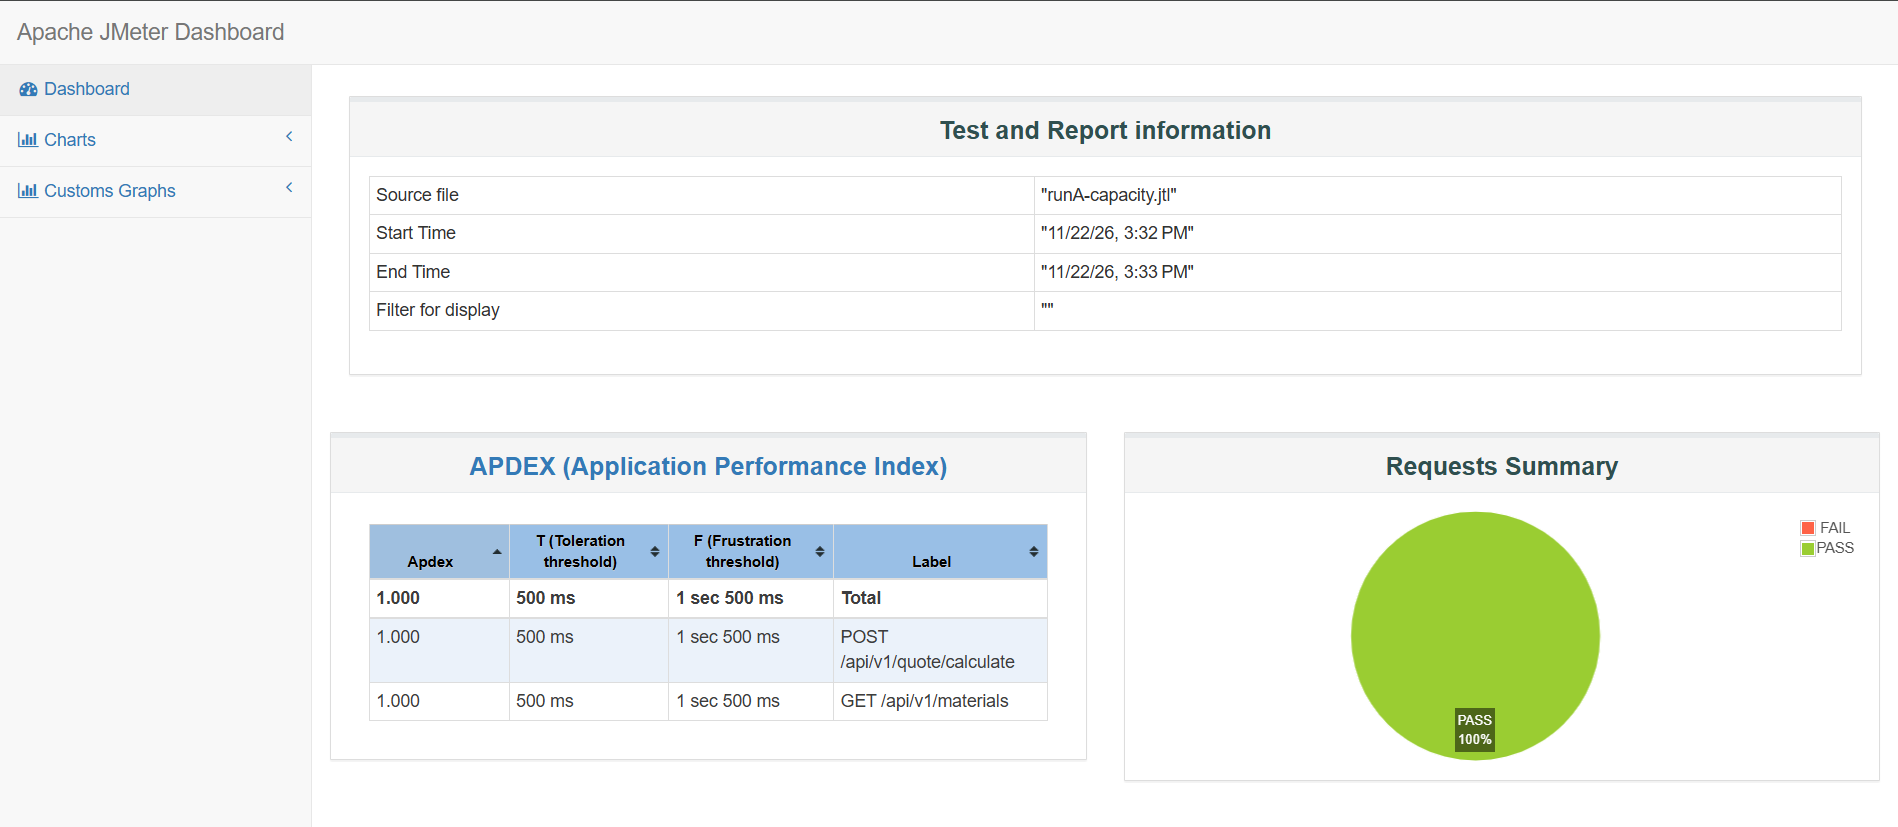 Apache JMeter Dashboard
Dashboard
Charts
Customs Graphs
Test and Report information
Source file "runA-capacity.jtl"
Start Time "11/22/26, 3:32 PM"
End Time "11/22/26, 3:33 PM"
Filter for display ""
APDEX (Application Performance Index)
Apdex T (Toleration threshold) F (Frustration threshold) Label
1.000 500 ms 1 sec 500 ms Total
1.000 500 ms 1 sec 500 ms POST
/api/v1/quote/calculate
1.000 500 ms 1 sec 500 ms GET /api/v1/materials
Requests Summary
FAIL
PASS
PASS
100%